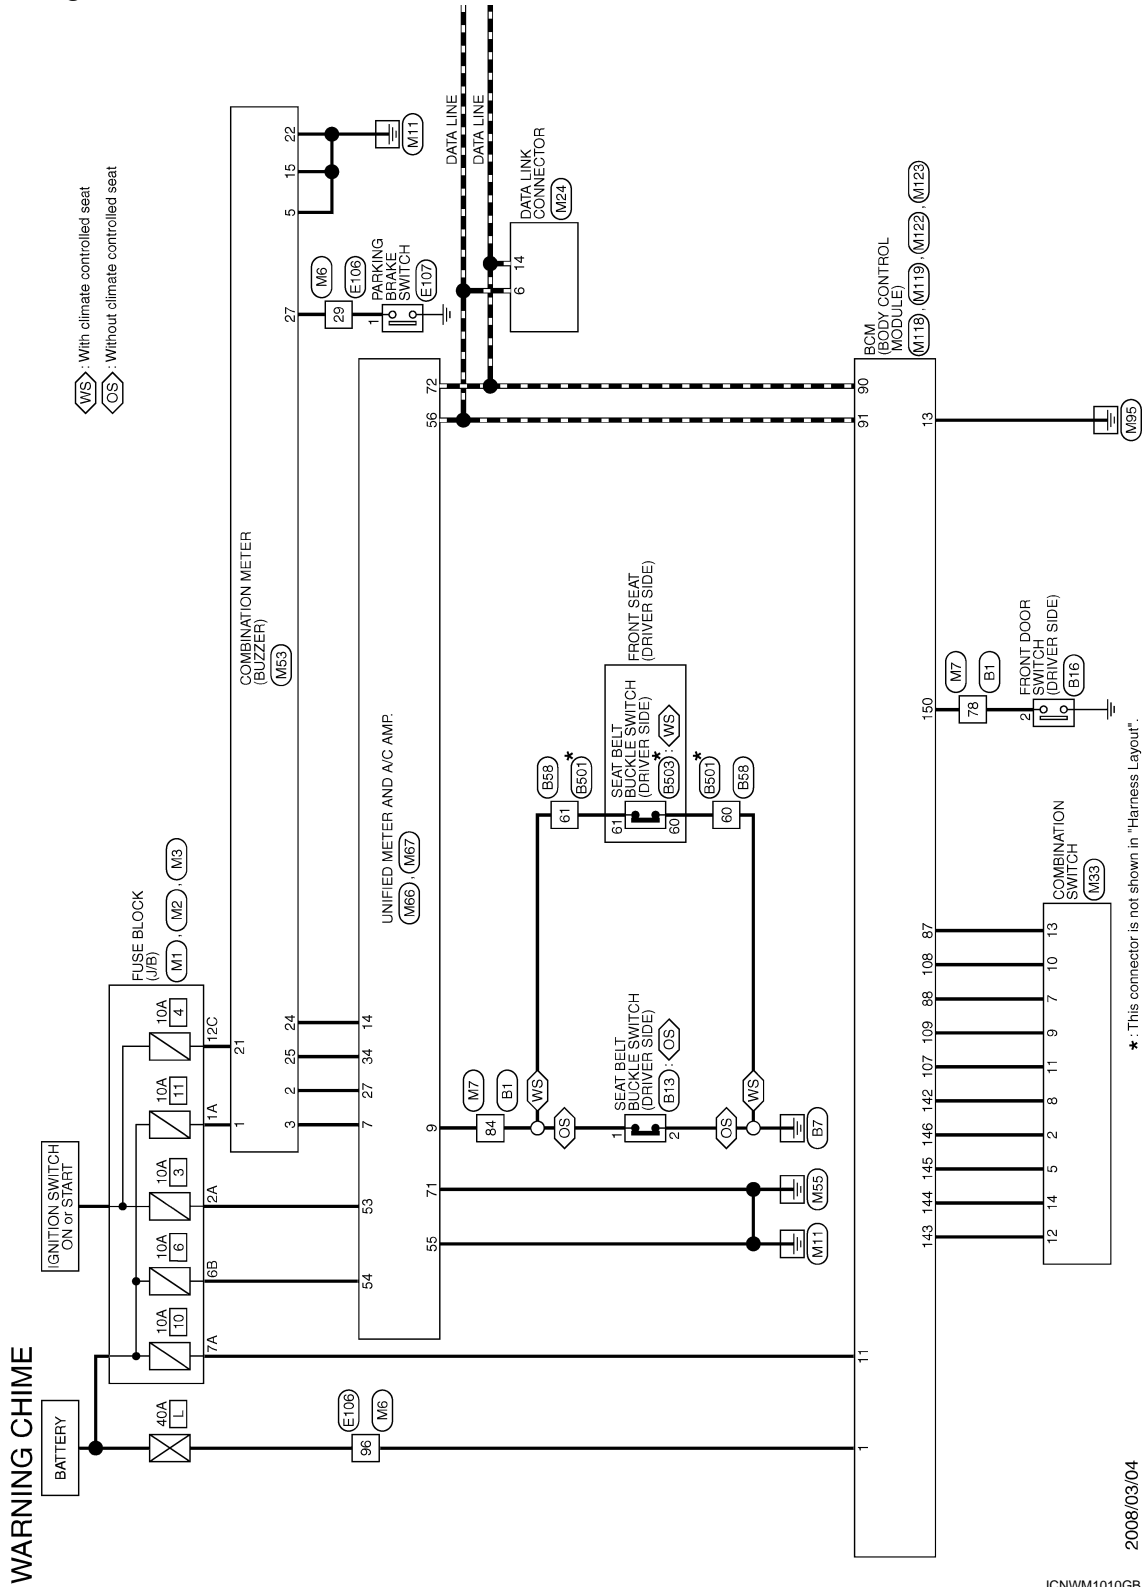 WARNING CHIME
BATTERY
IGNITION SWITCH
ON or START
40A
L
10A
10
10A
6
10A
3
10A
11
10A
4
FUSE BLOCK
(J/B)
M1 , M2 , M3
7A
6B
2A
1A
12C
WS : With climate controlled seat
OS : Without climate controlled seat
E106
96
M6
1
21
COMBINATION METER
(BUZZER)
M53
3
2
25
24
27
5
15
22
M6
29
E106
1
PARKING
BRAKE
SWITCH
E107
M11
54
53
7
27
34
14
UNIFIED METER AND A/C AMP.
M66 , M67
55
71
9
56
72
DATA LINE
DATA LINE
6
14
DATA LINK
CONNECTOR
M24
M7
84
B1
WS
OS
1
2
SEAT BELT
BUCKLE SWITCH
(DRIVER SIDE)
B13 : OS
OS
WS
B58
61
B501 *
61
60
SEAT BELT
BUCKLE SWITCH
(DRIVER SIDE)
*
B503 : WS
FRONT SEAT
(DRIVER SIDE)
*
B501
60
B58
M11
M55
B7
1
11
91
90
BCM
(BODY CONTROL
MODULE)
M118 , M119 , M122 , M123
143
144
145
146
142
107
109
88
108
87
150
13
12
14
5
2
8
11
9
7
10
13
COMBINATION
SWITCH
M33
M7
78
B1
2
FRONT DOOR
SWITCH
(DRIVER SIDE)
B16
M95
* : This connector is not shown in "Harness Layout".
2008/03/04
JCNWM1010GB